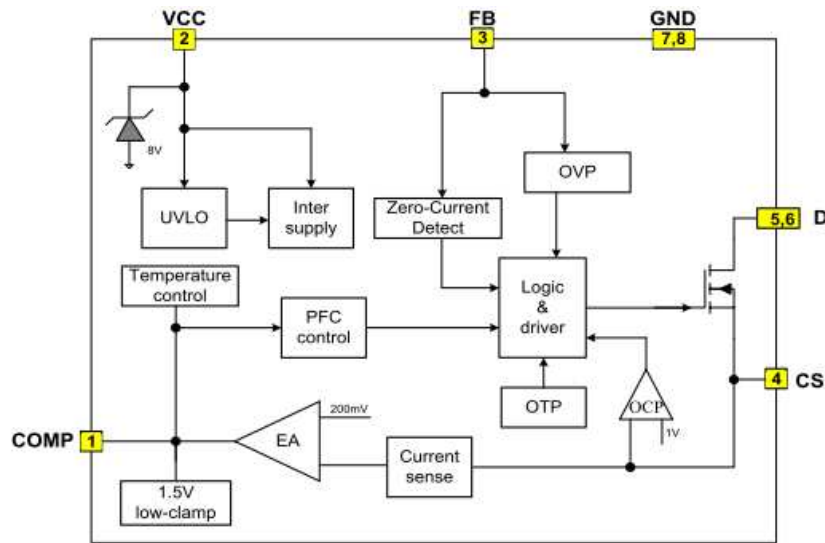 VCC
FB
GND
2
3
7,8
8V
OVP
UVLO
Inter
supply
Zero-Current
Detect
5,6
D
Temperature
control
Logic
&
driver
PFC
control
4
CS
OTP
OCP
200mV
1V
COMP
1
EA
Current
sense
1.5V
low-clamp